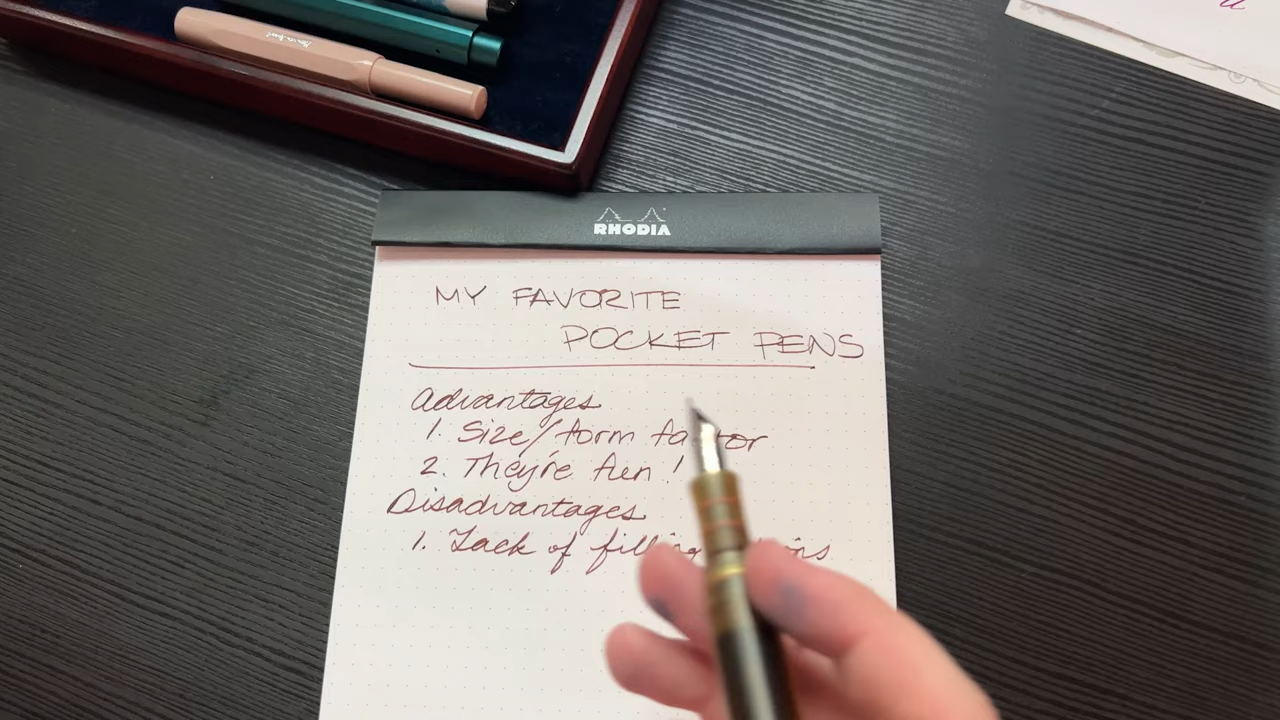 RHODIA
MY FAVORITE
POCKET PENS
Advantages
1. Size/form factor
2. They're fun!
Disadvantages
1. Lack of filling